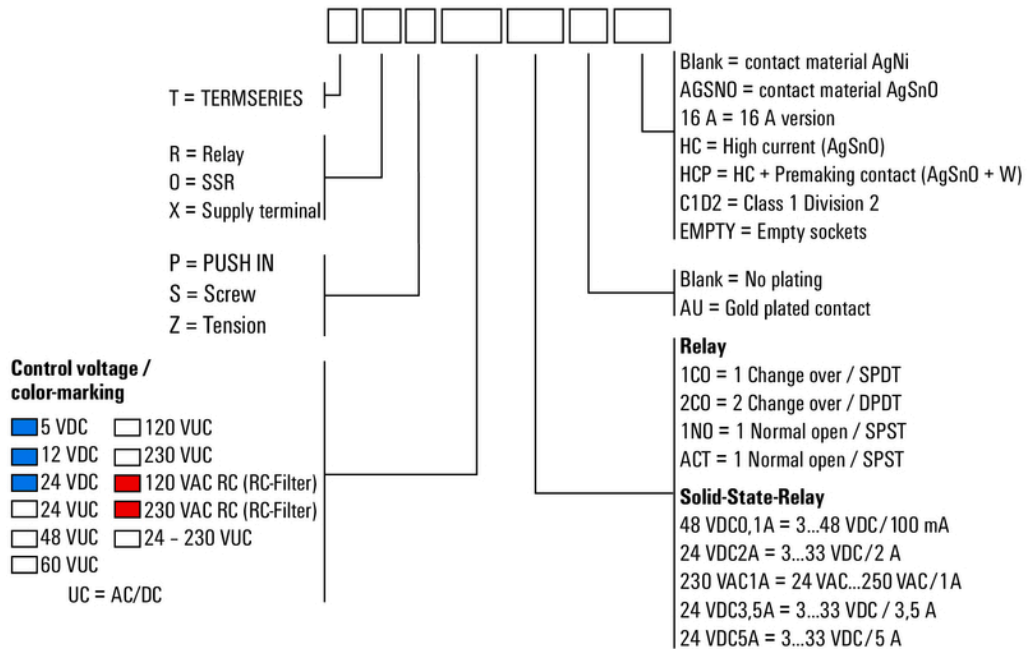 T = TERMSERIES
R = Relay
O = SSR
X = Supply terminal
P = PUSH IN
S = Screw
Z = Tension
Control voltage /
color-marking
5 VDC
12 VDC
24 VDC
24 VUC
48 VUC
60 VUC
120 VUC
230 VUC
120 VAC RC (RC-Filter)
230 VAC RC (RC-Filter)
24 – 230 VUC
UC = AC/DC
Blank = contact material AgNi
AGSNO = contact material AgSnO
16 A = 16 A version
HC = High current (AgSnO)
HCP = HC + Premaking contact (AgSnO + W)
C1D2 = Class 1 Division 2
EMPTY = Empty sockets
Blank = No plating
AU = Gold plated contact
Relay
1CO = 1 Change over / SPDT
2CO = 2 Change over / DPDT
1NO = 1 Normal open / SPST
ACT = 1 Normal open / SPST
Solid-State-Relay
48 VDC0,1A = 3...48 VDC/100 mA
24 VDC2A = 3...33 VDC/2 A
230 VAC1A = 24 VAC...250 VAC/1A
24 VDC3,5A = 3...33 VDC / 3,5 A
24 VDC5A = 3...33 VDC/5 A